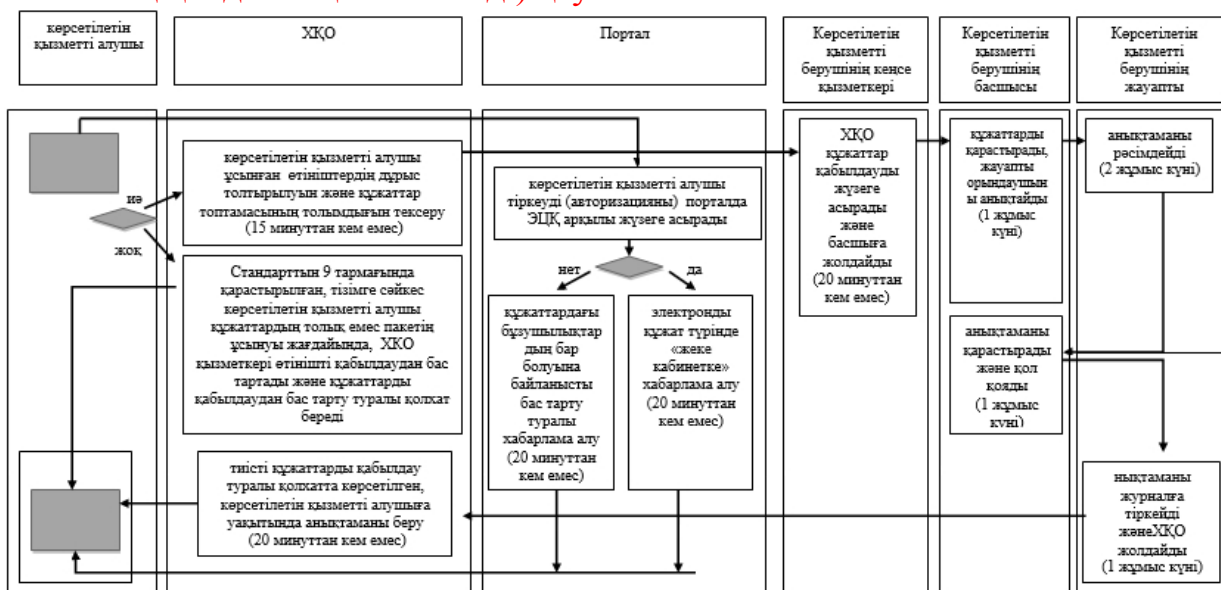 көрсетілетін
қызметті алушы
ХҚО
Портал
Көрсетілетін
қызметті
берушінің кеңсе
қызметкері
Көрсетілетін
қызметті
берушінің
басшысы
Көрсетілетін
қызметті
берушінің
жауапты
иә
жоқ
көрсетілетін қызметті алушы
ұсынған өтініштердің дұрыс
толтырылуын және құжаттар
топтамасының толымдығын тексеру
(15 минуттан кем емес)
Стандарттын 9 тармағында
қарастырылған, тізімге сәйкес
көрсетілетін қызметті алушы
құжаттардың толық емес пакетін
ұсынуы жағдайында, ХКО
қызметкері өтінішті қабылдаудан бас
тартады және құжаттарды
қабылдаудан бас тарту туралы қолхат
береді
тиісті құжаттарды қабылдау
туралы қолхатта көрсетілген,
көрсетілетін қызметті алушыға
уақытында анықтаманы беру
(20 минуттан кем емес)
көрсетілетін қызметті алушы
тіркеуді (авторизацияны) порталда
ЭЦҚ арқылы жүзеге асырады
нет
да
құжаттардағы
бұзушылықтар
дың бар
болуына
байланысты
бас тарту
туралы
хабарлама алу
(20 минуттан
кем емес)
электронды
құжат түрінде
«жеке
кабинетке»
хабарлама алу
(20 минуттан
кем емес)
ХҚО
құжаттар
қабылдауды
жүзеге
асырады
және
басшыға
жолдайды
(20 минуттан
кем емес)
құжаттарды
қарастырады,
жауапты
орындаушын
ы анықтайды
(1 жұмыс
күні)
анықтаманы
қарастырады
және қол
қояды
(1 жұмыс
күні)
анықтаманы
рәсімдейді
(2 жұмыс күні)
нықтаманы
журналға
тіркейді
жәнеХҚО
жолдайды
(1 жұмыс күні)